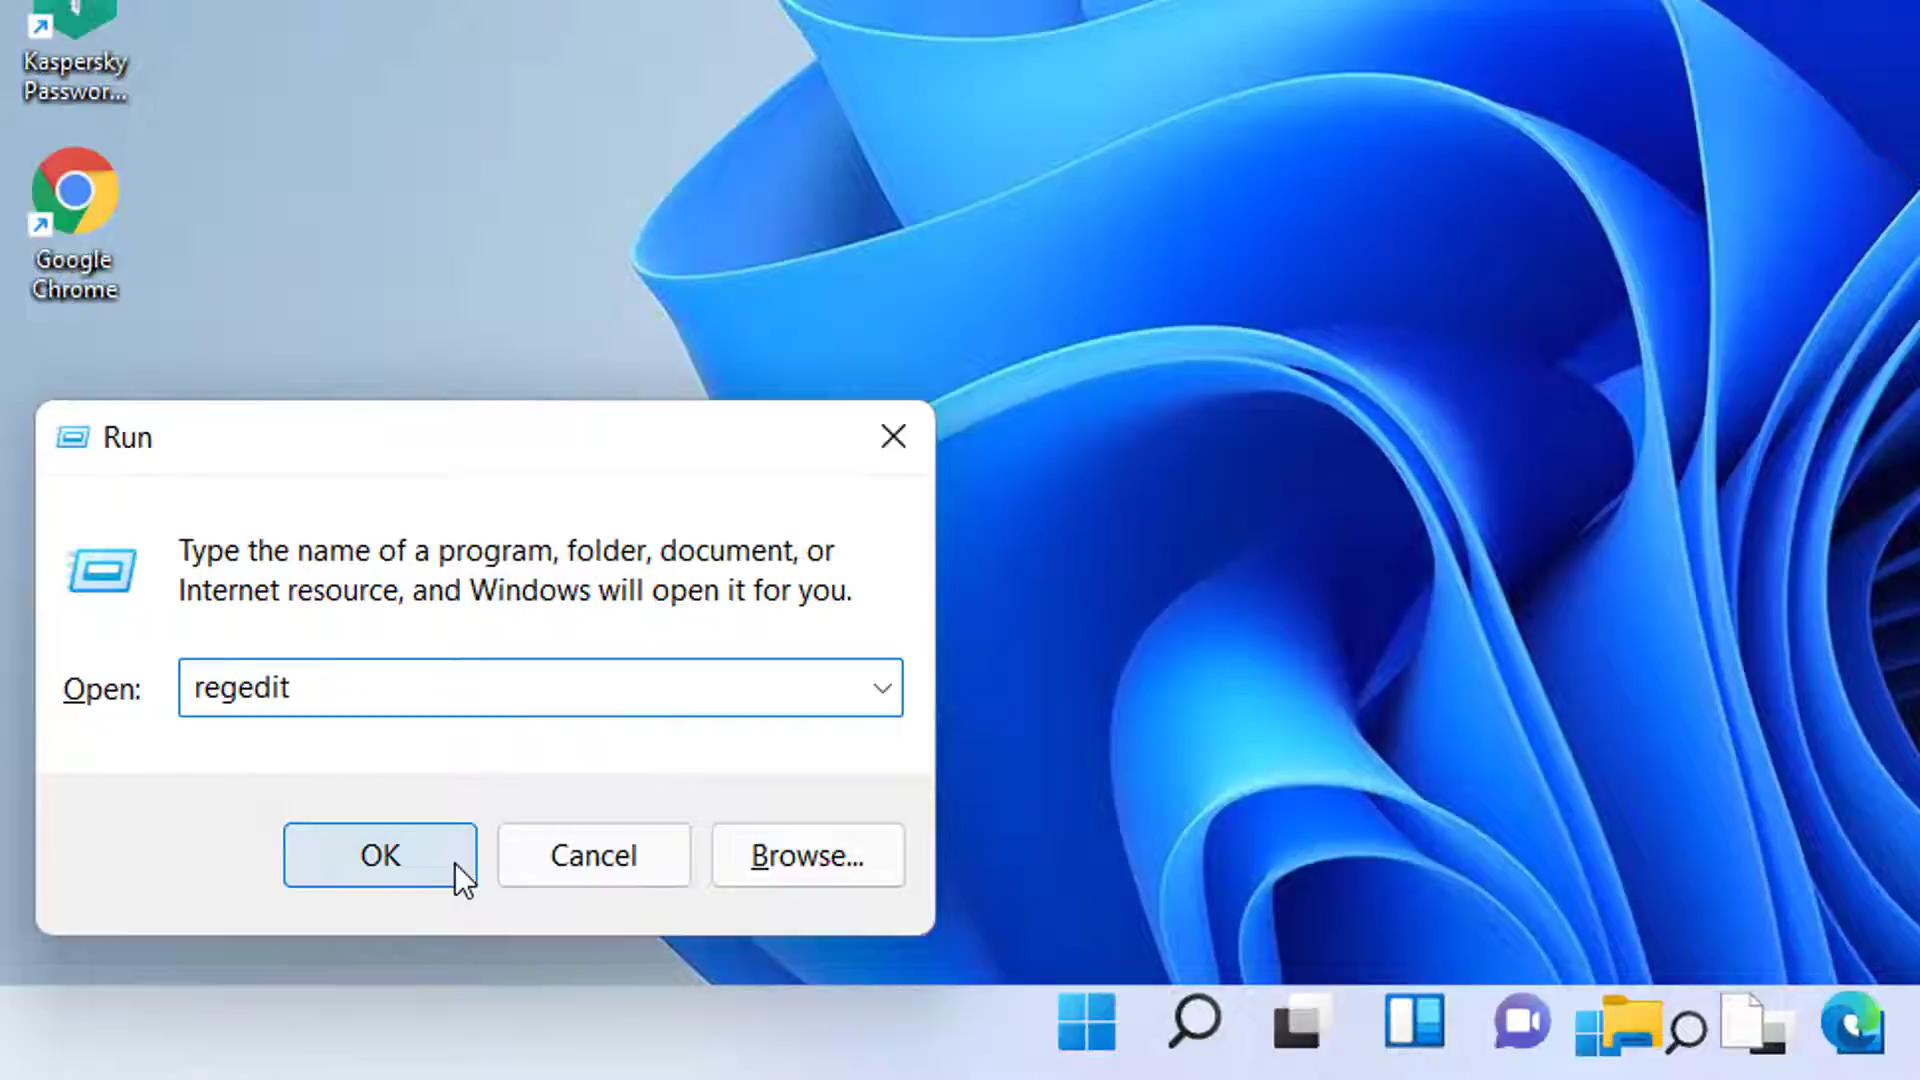 Kaspersky
Passwor...
Google
Chrome
Run
Type the name of a program, folder, document, or
Internet resource, and Windows will open it for you.
Open:
regedit
OK
Cancel
Browse...